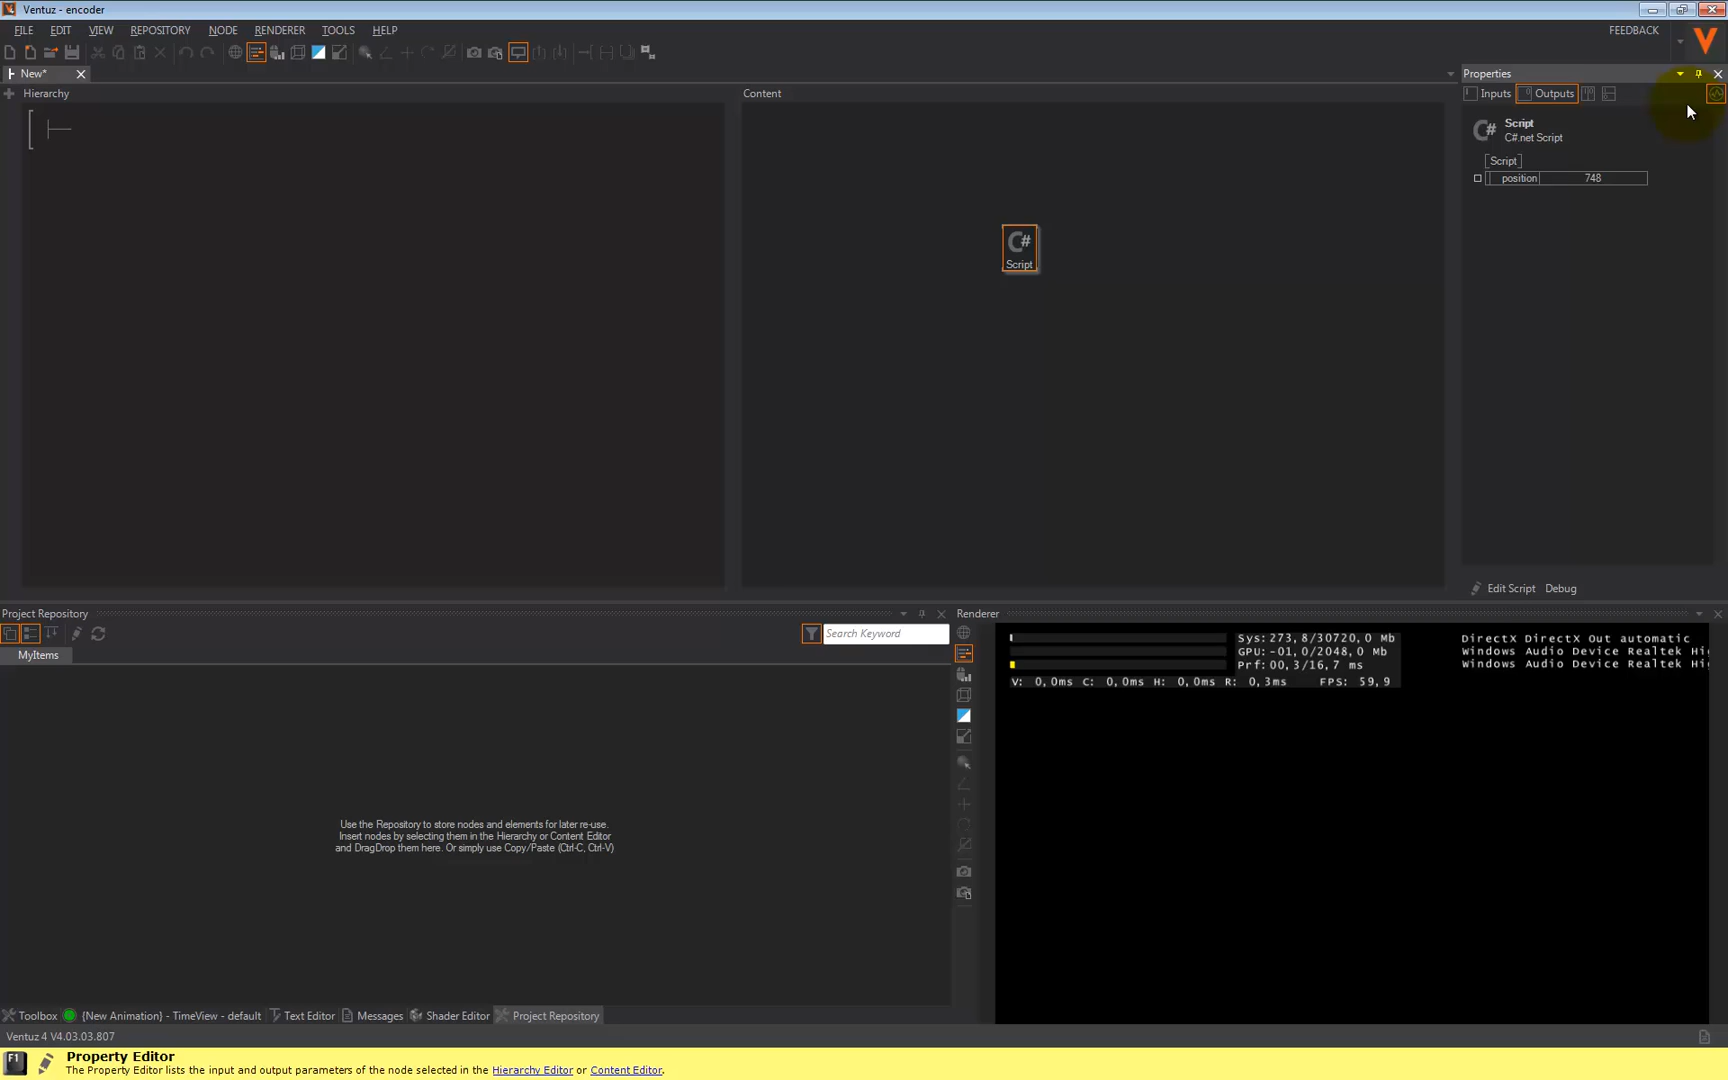 Ventuz - encoder
FILE EDIT VIEW REPOSITORY NODE RENDERER TOOLS HELP
FEEDBACK
New*
Properties
Hierarchy
Content
Inputs Outputs
C# Script
C#.net Script
[Script]
position 748
C#
Script
Edit Script Debug
Project Repository
Renderer
Search Keyword
MyItems
Sys:273,8/30720,0 Mb
GPU:-01,0/2048,0 Mb
Prf:00,3/16,7 ms
V: 0,0ms C: 0,0ms H: 0,0ms R: 0,3ms FPS: 59,9
DirectX DirectX Out automatic
Windows Audio Device Realtek Hi
Windows Audio Device Realtek Hi
Use the Repository to store nodes and elements for later re-use.
Insert nodes by selecting them in the Hierarchy or Content Editor
and DragDrop them here. Or simply use Copy/Paste (Ctrl-C, Ctrl-V)
Toolbox {New Animation} - TimeView - default Text Editor Messages Shader Editor Project Repository
Ventuz 4 V4.03.03.807
F1 Property Editor
The Property Editor lists the input and output parameters of the node selected in the Hierarchy Editor or Content Editor.